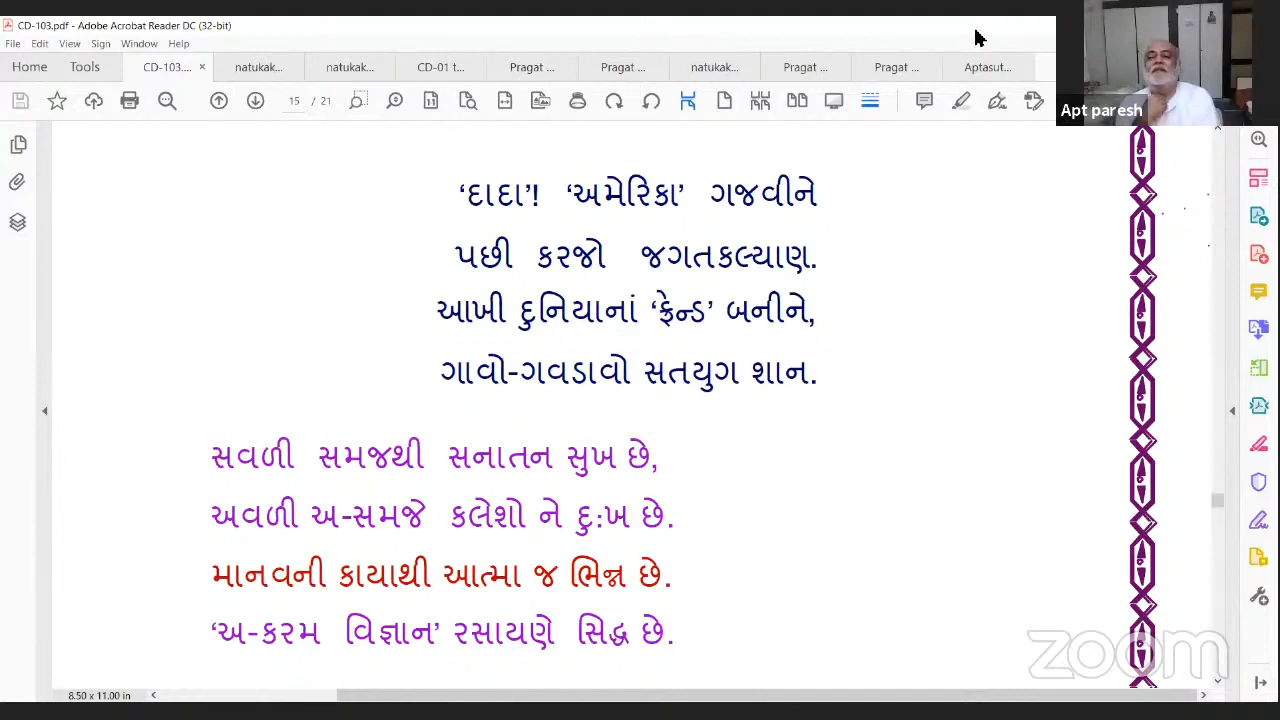 CD-103.pdf - Adobe Acrobat Reader DC (32-bit)
File Edit View Sign Window Help
Home Tools CD-103.... × natukak... natukak... CD-01 Pragat Pragat ... natukak... Pragat ... Pragat ... Aptasut...
15 / 21
Apt paresh
‘દાદા’! ‘અમેરિકા’ ગજવીને
પછી કરજો જગતકલ્યાણ.
આખી દુનિયાનાં ‘ફ્રેન્ડ’ બનીને,
ગાવો-ગવડાવો સતયુગ શાન.
સવળી સમજથી સનાતન સુખ છે,
અવળી અ-સમજે કલેશો ને દુ:ખ છે.
માનવની કાયાથી આત્મા જ ભિન્ન છે.
‘અ-કરમ વિજ્ઞાન’ રસાયણે સિદ્ધ છે.
zoom
8.50 x 11.00 in